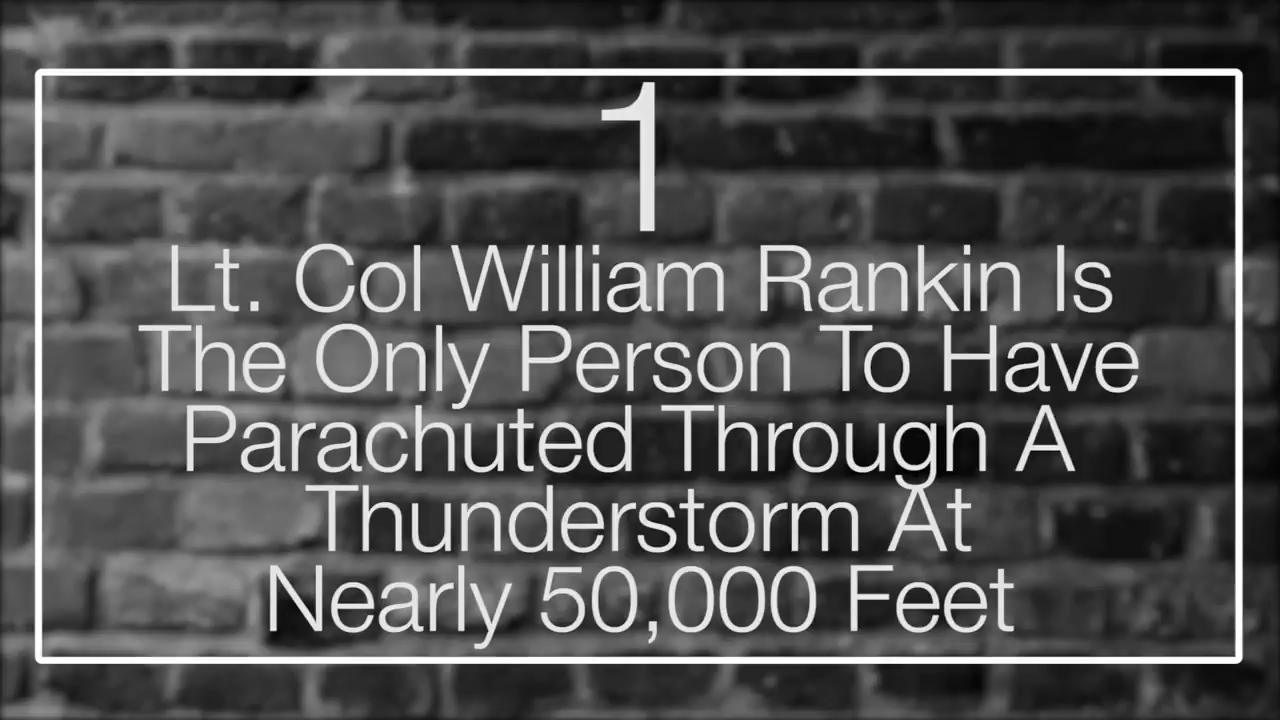 1
Lt. Col William Rankin Is
The Only Person To Have
Parachuted Through A
Thunderstorm At
Nearly 50,000 Feet